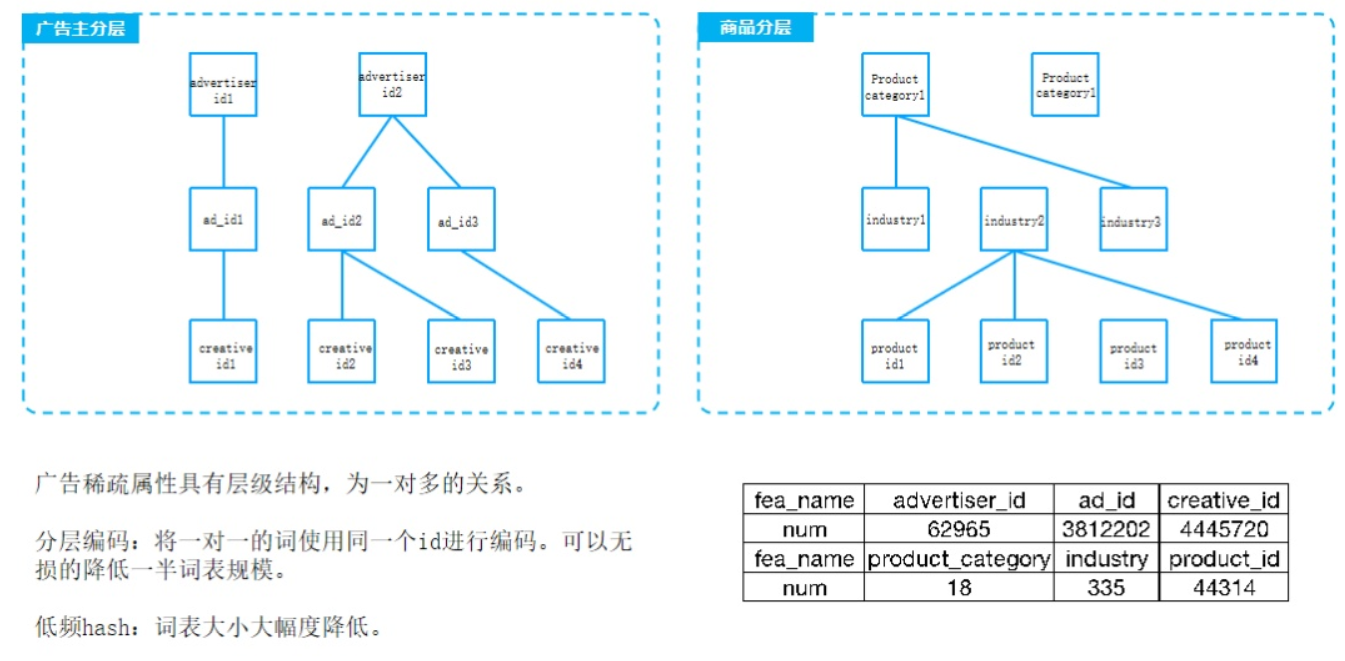 广告主分层
advertiser
id1
advertiser
id2
ad_id1
ad_id2
ad_id3
creative
id1
creative
id2
creative
id3
creative
id4
商品分层
Product
category1
Product
category1
industry1
industry2
industry3
product
id1
product
id2
product
id3
product
id4
广告稀疏属性具有层级结构，为一对多的关系。
分层编码：将一对一的词使用同一个id进行编码。可以无
损的降低一半词表规模。
低频hash：词表大小大幅度降低。
fea_name advertiser_id ad_id creative_id
num 62965 3812202 4445720
fea_name product_category industry product_id
num 18 335 44314